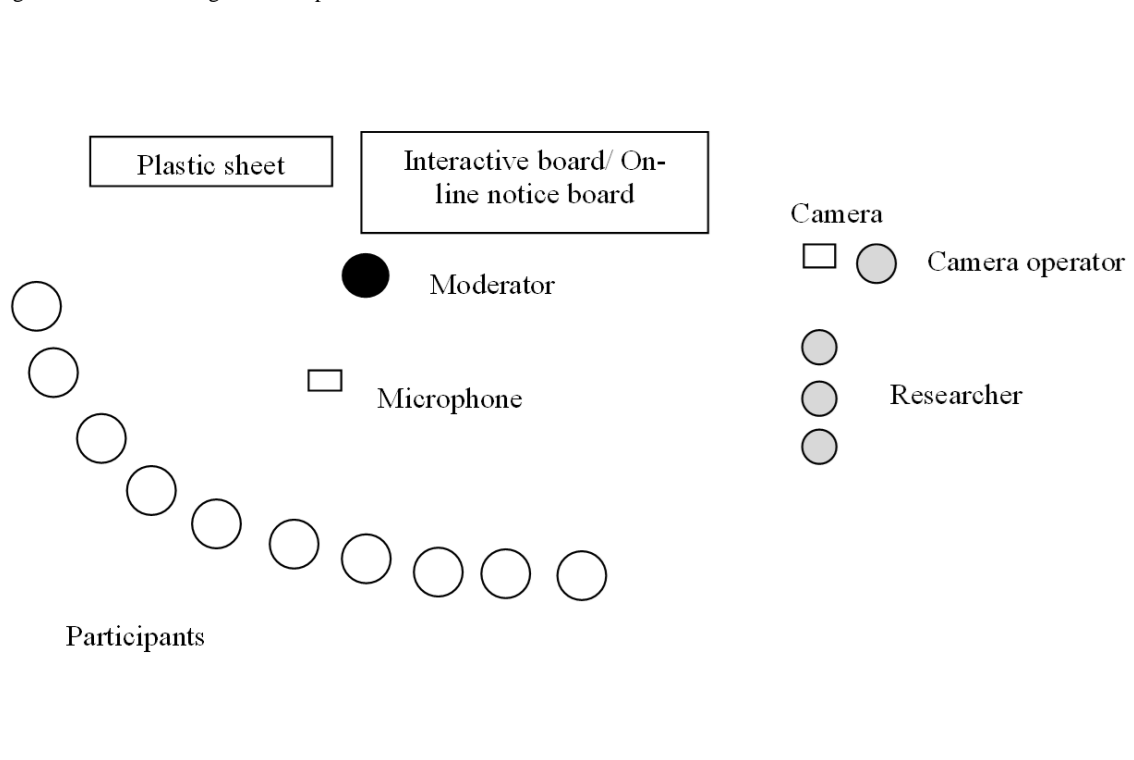 Plastic sheet
Interactive board/ On-
line notice board
Camera
Camera operator
Moderator
Microphone
Researcher
Participants